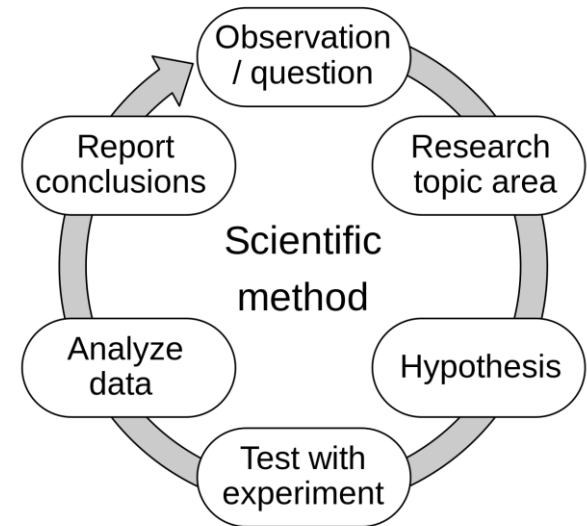 Observation
/ question
Research
topic area
Hypothesis
Test with
experiment
Analyze
data
Report
conclusions
Scientific
method